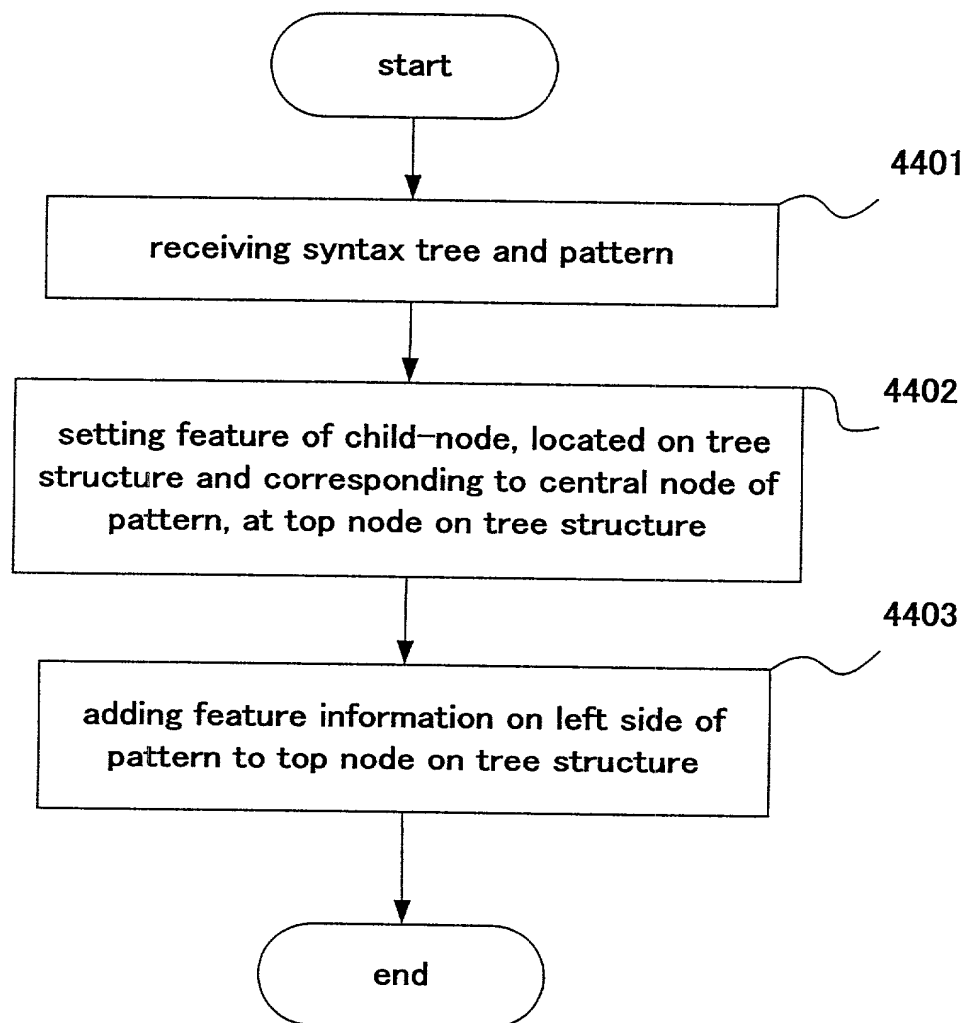 start
4401
receiving syntax tree and pattern
4402
setting feature of child-node, located on tree
structure and corresponding to central node of
pattern, at top node on tree structure
4403
adding feature information on left side of
pattern to top node on tree structure
end